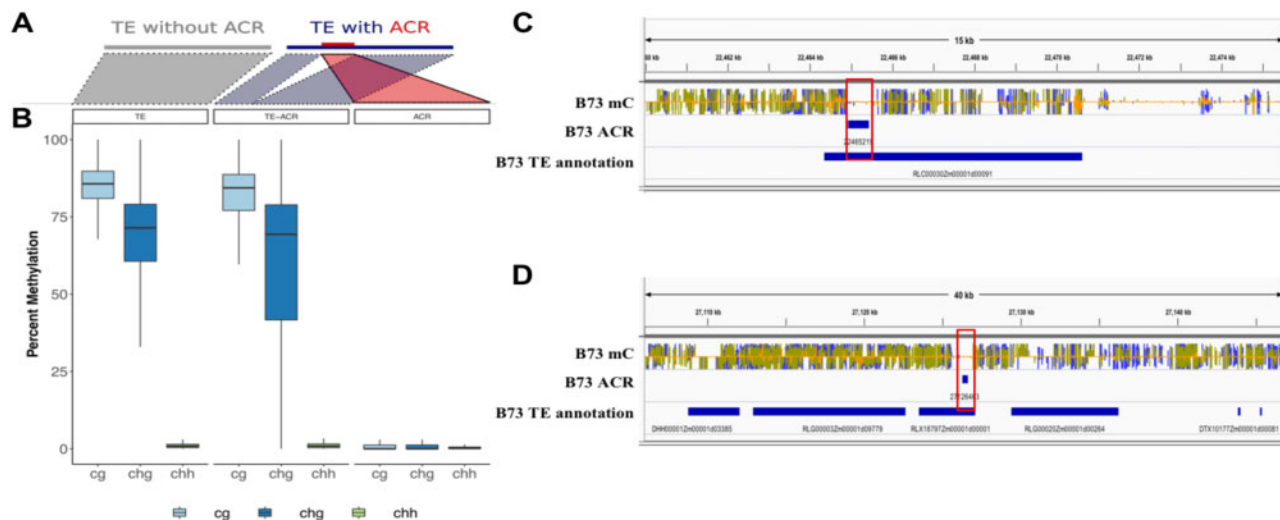 A
TE without ACR
TE with ACR
B
TE
TE-ACR
ACR
Percent Methylation
100
75
50
25
0
cg
chg
chh
cg
chg
chh
cg
chg
chh
cg
chg
chh
C
15 kb
22,462 kb
22,464 kb
22,468 kb
22,470 kb
22,472 kb
22,474 kb
B73 mC
B73 ACR
B73 TE annotation
RLC00030Zm00001d00091
D
40 kb
27,110 kb
27,120 kb
27,130 kb
27,140 kb
B73 mC
B73 ACR
B73 TE annotation
DHH00001Zm00001d03385
RLG00003Zm00001d09779
RLX18797Zm00001d00001
RLG00020Zm00001d00264
DTX10177Zm00001d00081